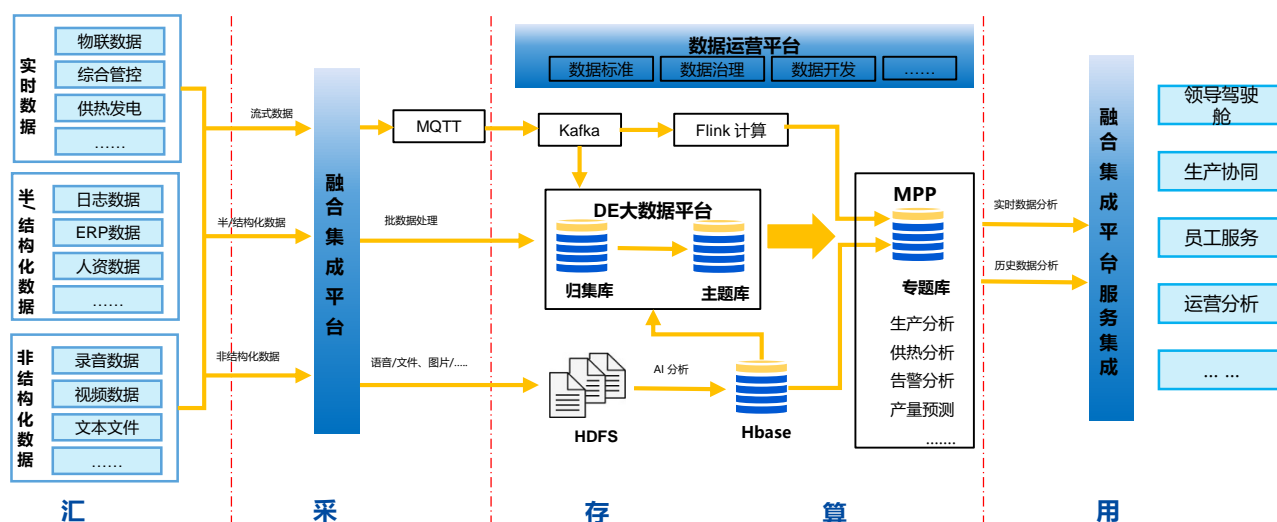 实时数据
物联数据
综合管控
供热发电
……
半/结构化数据
日志数据
ERP数据
人资数据
……
非结构化数据
录音数据
视频数据
文本文件
……
流式数据
半/结构化数据
非结构化数据
融合集成平台
MQTT
批数据处理
语音/文件、图片/.....
数据运营平台
数据标准
数据治理
数据开发
……
Kafka
Flink 计算
DE大数据平台
归集库
主题库
HDFS
AI 分析
Hbase
MPP
专题库
生产分析
供热分析
告警分析
产量预测
.......
实时数据分析
历史数据分析
融合集成平台服务集成
领导驾驶
舱
生产协同
员工服务
运营分析
... ...
汇
采
存
算
用